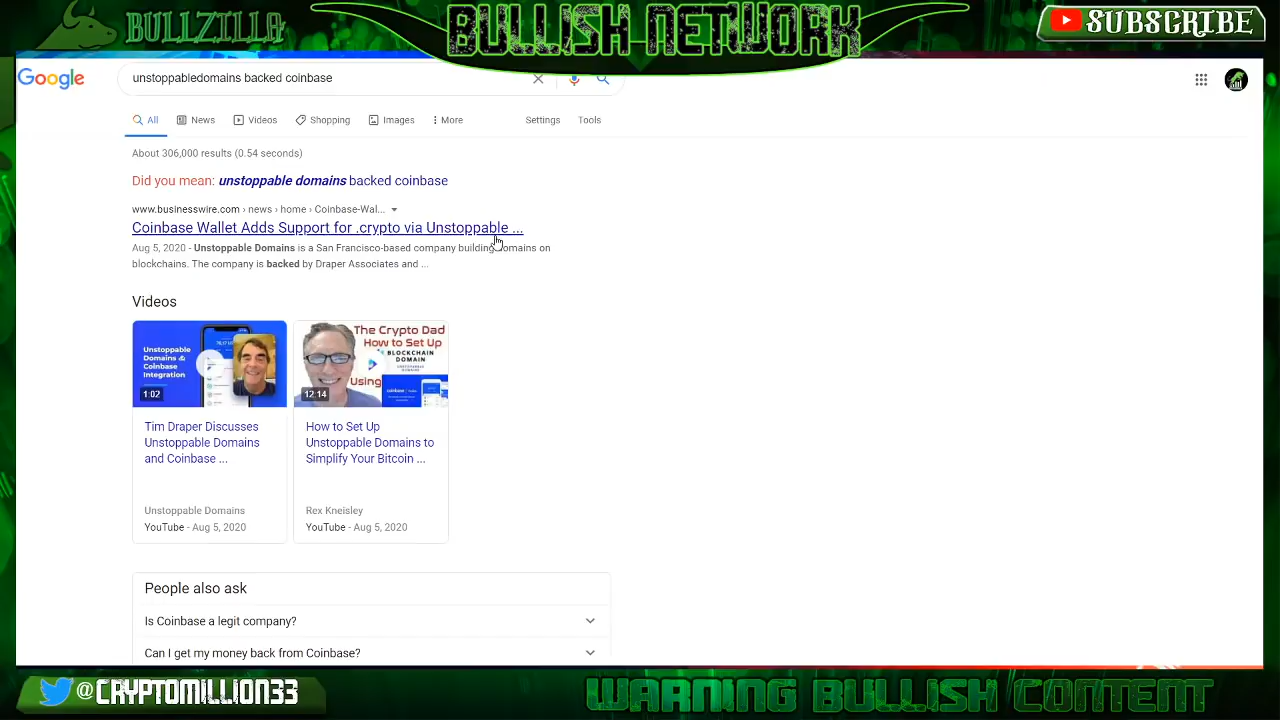 BULLZILLA
BULLISH NETWORK
SUBSCRIBE
Google
unstoppabledomains backed coinbase
All
News
Videos
Shopping
Images
More
Settings
Tools
About 306,000 results (0.54 seconds)
Did you mean: unstoppable domains backed coinbase
www.businesswire.com › news › home › Coinbase-Wal...
Coinbase Wallet Adds Support for .crypto via Unstoppable ...
Aug 5, 2020 - Unstoppable Domains is a San Francisco-based company building domains on
blockchains. The company is backed by Draper Associates and ...
Videos
Unstoppable
Domains &
Coinbase
Integration
1:02
The Crypto Dad
How to Set Up
BLOCKCHAIN
DOMAIN
Using
12:14
Tim Draper Discusses
Unstoppable Domains
and Coinbase ...
Unstoppable Domains
YouTube - Aug 5, 2020
How to Set Up
Unstoppable Domains to
Simplify Your Bitcoin ...
Rex Kneisley
YouTube - Aug 5, 2020
People also ask
Is Coinbase a legit company?
Can I get my money back from Coinbase?
@CRYPTOMILLION33
WARNING BULLISH CONTENT